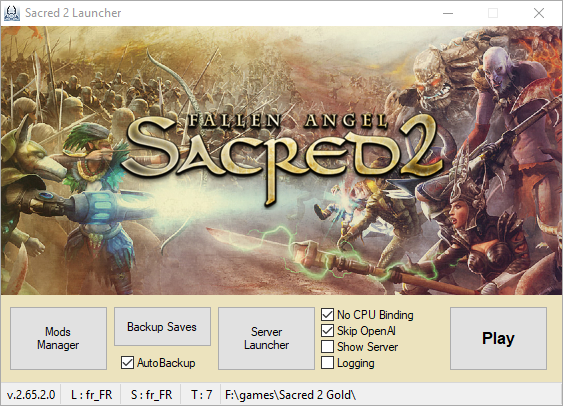 Sacred 2 Launcher
FALLEN ANGEL
SACRED 2
Mods
Manager
Backup Saves
AutoBackup
Server
Launcher
No CPU Binding
Skip OpenAl
Show Server
Logging
Play
v.2.65.2.0
L : fr_FR
S : fr_FR
T : 7
F:\games\Sacred 2 Gold\